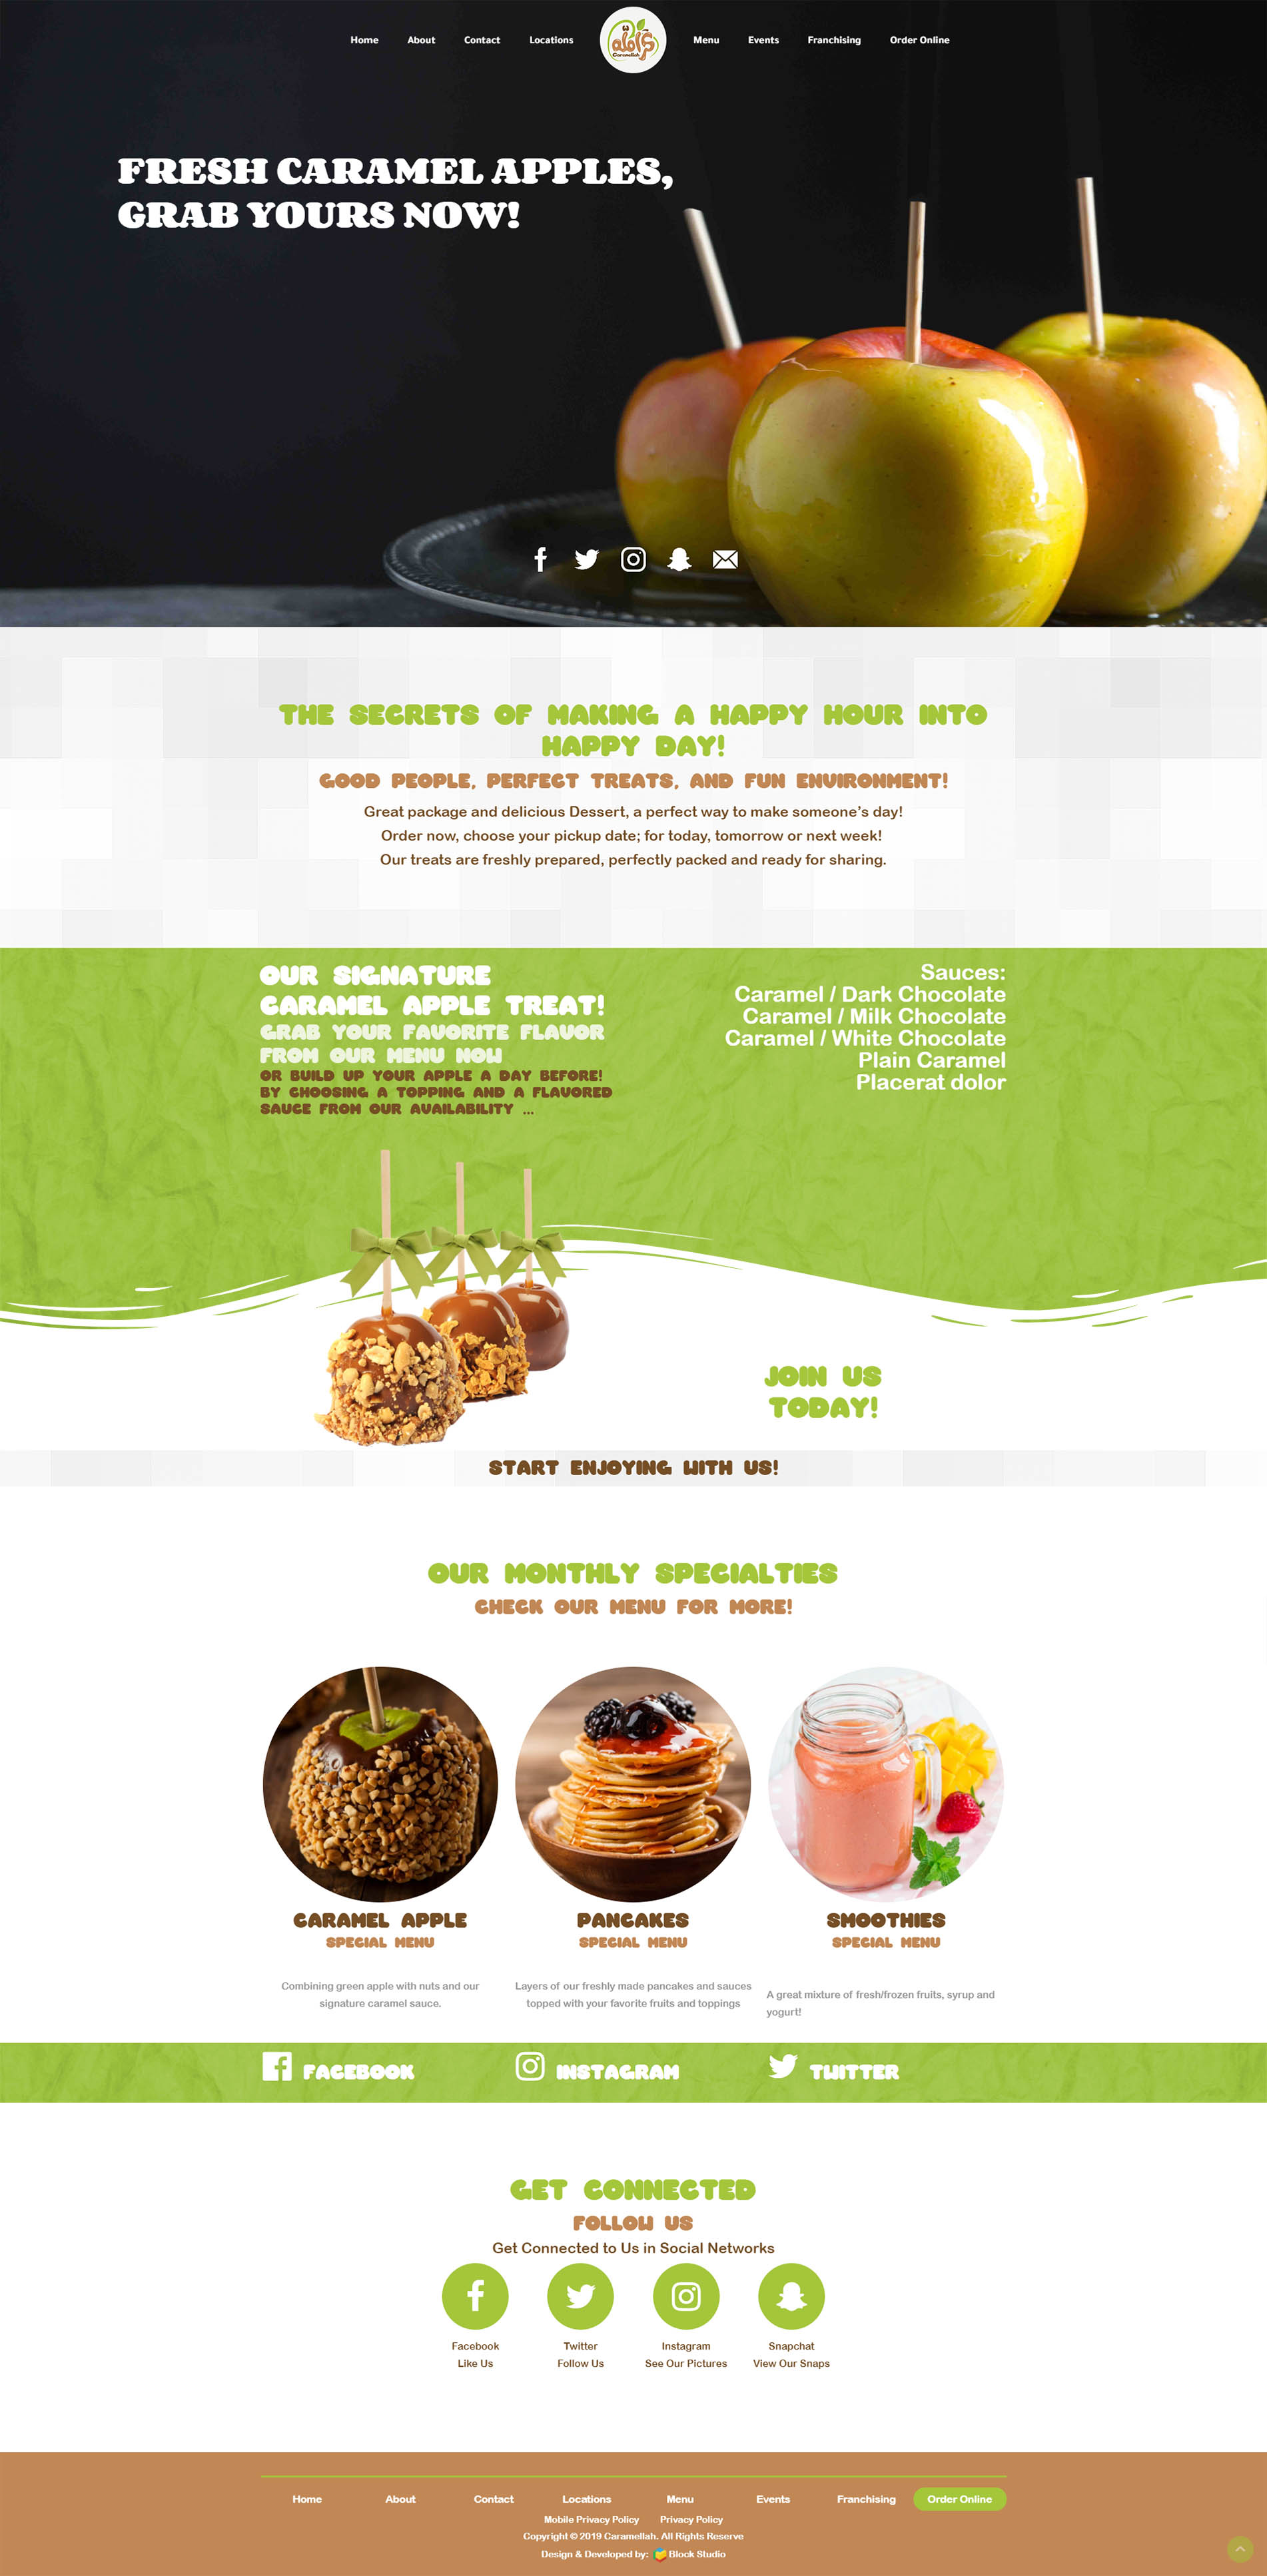 Home
About
Contact
Locations
كراميلة
Caramellah
Menu
Events
Franchising
Order Online
FRESH CARAMEL APPLES,
GRAB YOURS NOW!
THE SECRETS OF MAKING A HAPPY HOUR INTO
HAPPY DAY!
GOOD PEOPLE, PERFECT TREATS, AND FUN ENVIRONMENT!
Great package and delicious Dessert, a perfect way to make someone’s day!
Order now, choose your pickup date; for today, tomorrow or next week!
Our treats are freshly prepared, perfectly packed and ready for sharing.
OUR SIGNATURE
CARAMEL APPLE TREAT!
GRAB YOUR FAVORITE FLAVOR
FROM OUR MENU NOW
OR BUILD UP YOUR APPLE A DAY BEFORE!
BY CHOOSING A TOPPING AND A FLAVORED
SAUCE FROM OUR AVAILABILITY ...
Sauces:
Caramel / Dark Chocolate
Caramel / Milk Chocolate
Caramel / White Chocolate
Plain Caramel
Placerat dolor
JOIN US
TODAY!
START ENJOYING WITH US!
OUR MONTHLY SPECIALTIES
CHECK OUR MENU FOR MORE!
CARAMEL APPLE
SPECIAL MENU
Combining green apple with nuts and our
signature caramel sauce.
PANCAKES
SPECIAL MENU
Layers of our freshly made pancakes and sauces
topped with your favorite fruits and toppings
SMOOTHIES
SPECIAL MENU
A great mixture of fresh/frozen fruits, syrup and
yogurt!
FACEBOOK
INSTAGRAM
TWITTER
GET CONNECTED
FOLLOW US
Get Connected to Us in Social Networks
Facebook
Like Us
Twitter
Follow Us
Instagram
See Our Pictures
Snapchat
View Our Snaps
Home
About
Contact
Locations
Menu
Events
Franchising
Order Online
Mobile Privacy Policy
Privacy Policy
Copyright © 2019 Caramellah. All Rights Reserve
Design & Developed by: Block Studio